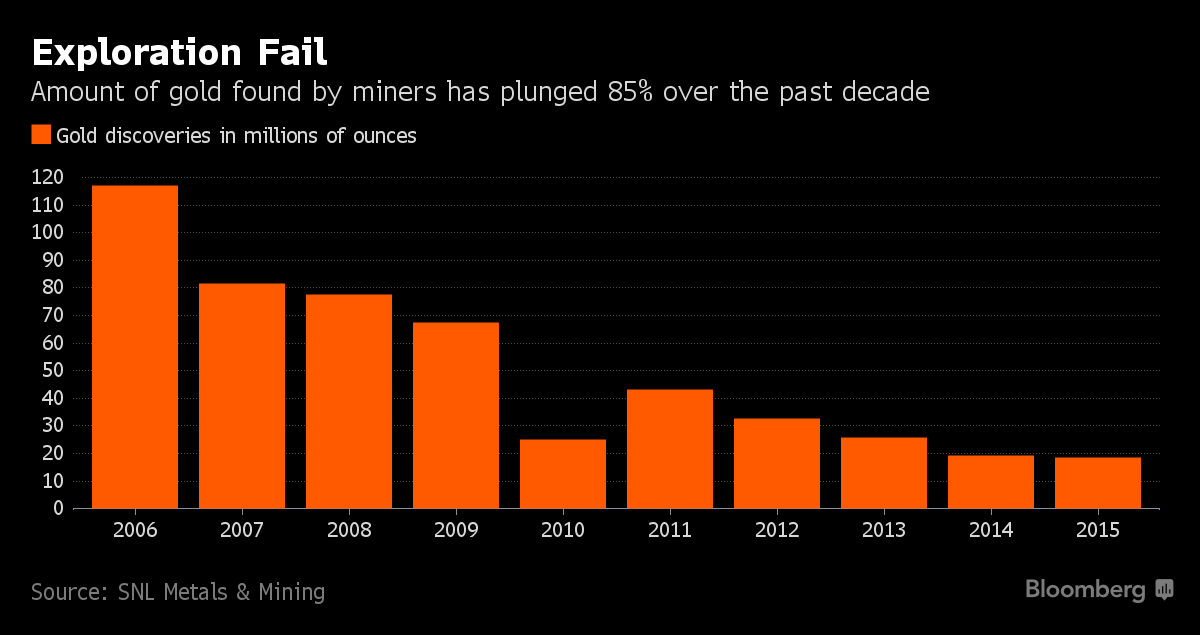 Exploration Fail
Amount of gold found by miners has plunged 85% over the past decade
Gold discoveries in millions of ounces
120
110
100
90
80
70
60
50
40
30
20
10
0
2006 2007 2008 2009 2010 2011 2012 2013 2014 2015
Source: SNL Metals & Mining
Bloomberg